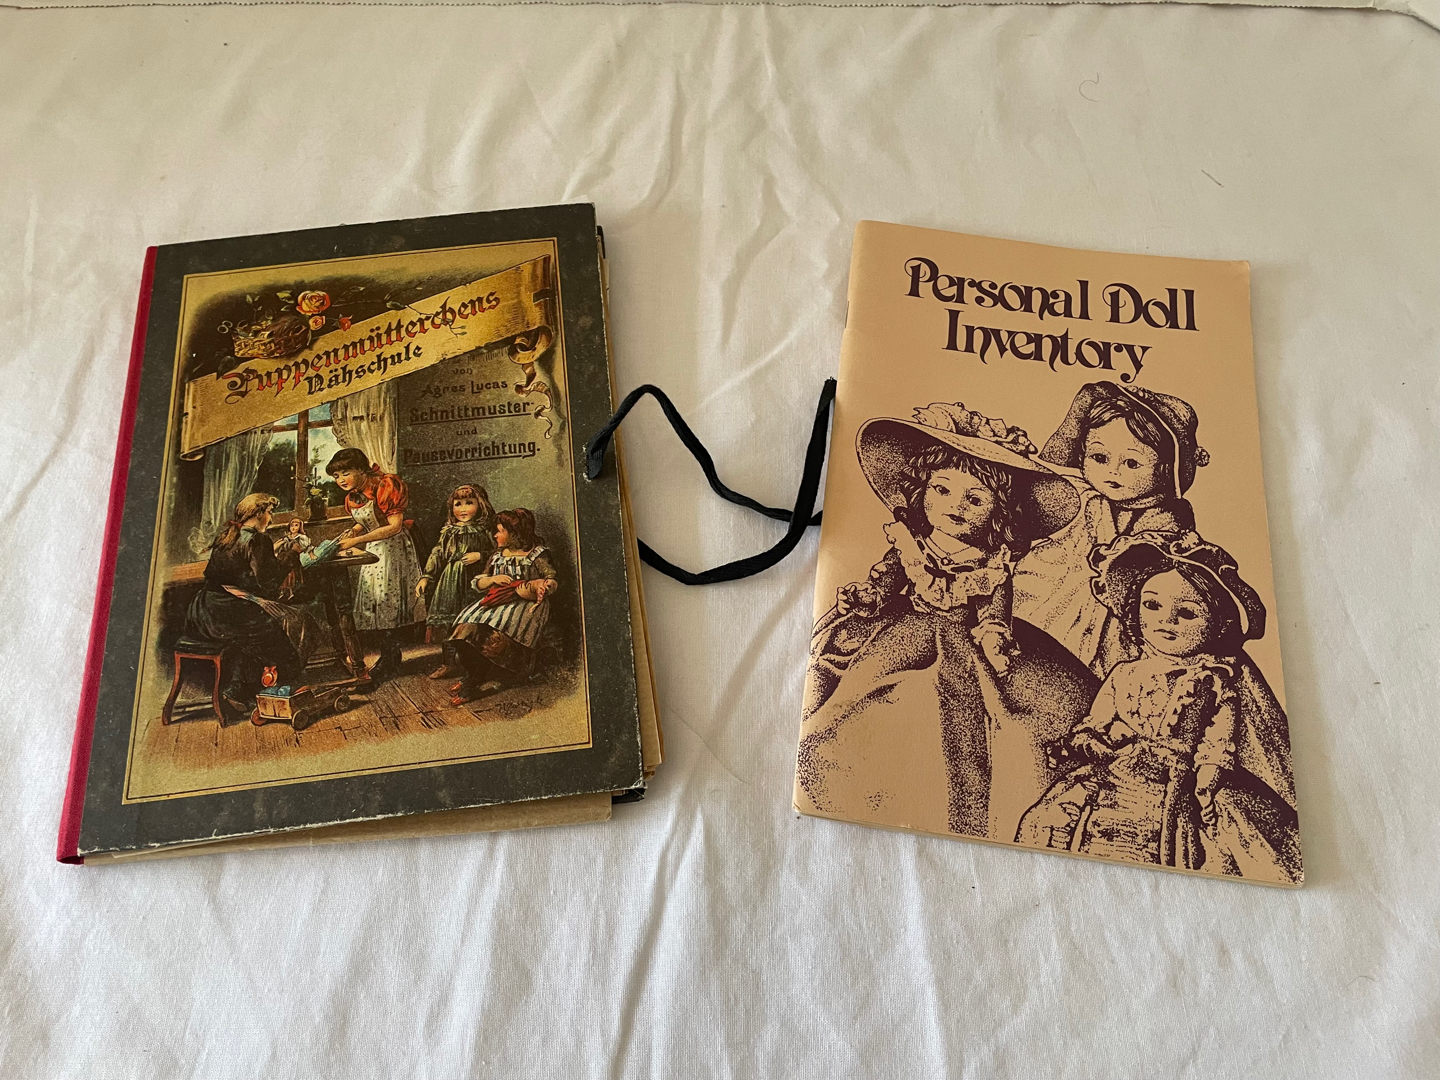 Puppenmütterchens
Nähschule
von
Agnes Lucas
Schnittmuster-
und
Pausevorrichtung.
Personal Doll
Inventory